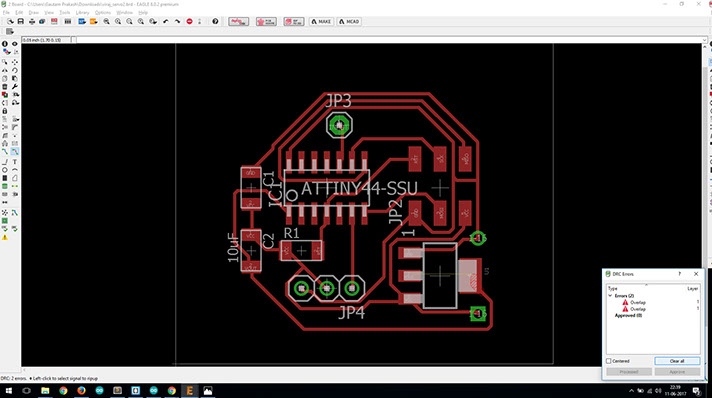 2 Board - C:\Users\Gautam Prakash\Downloads\viraj_servo2.brd - EAGLE 6.0.2 premium
File Edit Draw View Tools Library Options Window Help
MAKE MCAD
0.05 inch (1.70 0.15)
JP3
C1
IC1
ATTINY44-SSU
JP2
R1
1
10uF
C2
U1
JP4
DRC Errors
Type Layer
Errors (2)
Overlap 1
Overlap 1
Approved (0)
Centered Clear all
Processed Approve
DRC: 2 errors. Left-click to select signal to ripup
22:39
11-06-2017